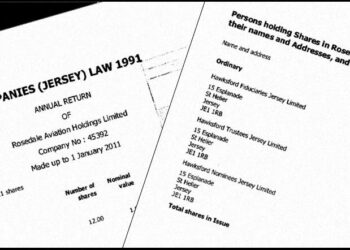 PANIES (JERSEY) LAW 1991
ANNUAL RETURN
OF
Rosedale Aviation Holdings Limited
Company No: 45392
Made up to 1 January 2011
1 shares
Number of
shares
Nominal
value
12.00
1
Persons holding Shares in Rose
their names and Addresses, and
Name and address
Ordinary
Hawksford Fiduciaries Jersey Limited
15 Esplanade
St Helier
Jersey
JE1 1RB
Hawksford Trustees Jersey Limited
15 Esplanade
St Helier
Jersey
JE1 1RB
Hawksford Nominees Jersey Limited
15 Esplanade
St Helier
Jersey
JE1 1RB
Total shares in Issue